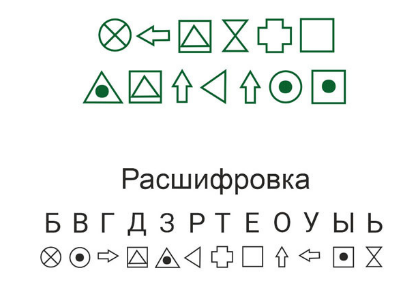 Расшифровка
Б В Г Д З Р Т Е О У Ы Ь